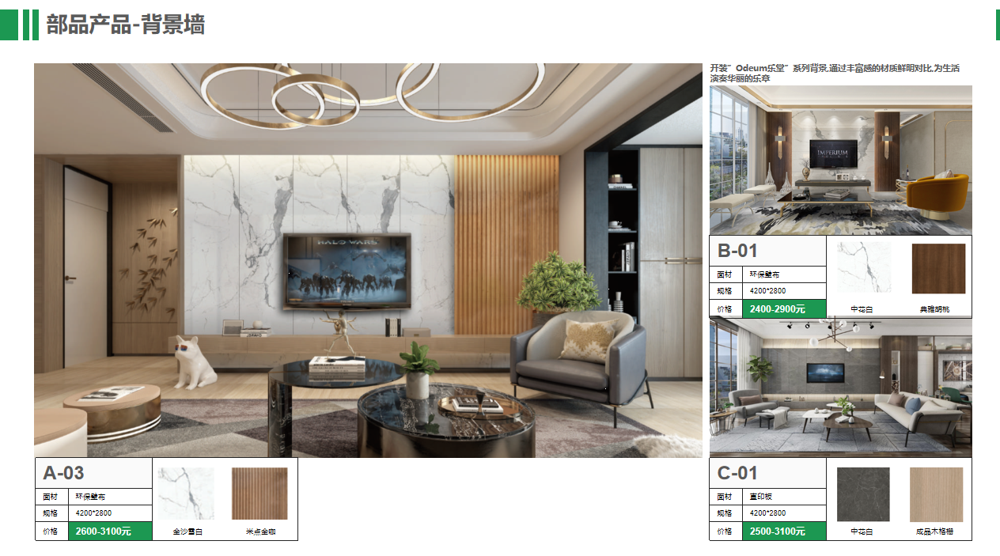 部品产品-背景墙
开装”Odeum乐堂”系列背景,通过丰富感的材质鲜明对比,为生活
演奏华丽的乐章
HALO WARS
IMPERIUM
B-01
面材 环保壁布
规格 4200*2800
价格 2400-2900元
中花白 典雅胡桃
A-03
面材 环保壁布
规格 4200*2800
价格 2600-3100元
金沙雪白 米点金咖
C-01
面材 直印板
规格 4200*2800
价格 2500-3100元
中花白 成品木格栅